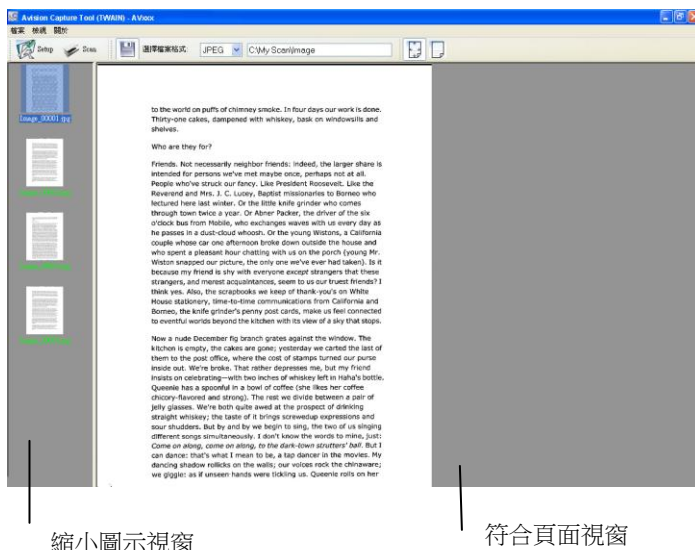 Avision Capture Tool (TWAIN) - AVxxx
檔案 檢視 關於
Setup Scan 選擇檔案格式 JPEG C:\My Scan\Image
Image_00001.jpg
to the world on puffs of chimney smoke. In four days our work is done.
Thirty-one cakes, dampened with whiskey, bask on windowsills and
shelves.
Who are they for?
Friends. Not necessarily neighbor friends: indeed, the larger share is
intended for persons we've met maybe once, perhaps not at all.
People who've struck our fancy. Like President Roosevelt. Like the
Reverend and Mrs. J. C. Lucey, Baptist missionaries to Borneo who
lectured here last winter. Or the little knife grinder who comes
through town twice a year. Or Abner Packer, the driver of the six
o'clock bus from Mobile, who exchanges waves with us every day as
he passes in a dust-cloud whoosh. Or the young Wistons, a California
couple whose car one afternoon broke down outside the house and
who spent a pleasant hour chatting with us on the porch (young Mr.
Wiston snapped our picture, the only one we've ever had taken). Is it
because my friend is shy with everyone except strangers that these
strangers, and merest acquaintances, seem to us our truest friends? I
think yes. Also, the scrapbooks we keep of thank-you's on White
House stationery, time-to-time communications from California and
Borneo, the knife grinder's penny post cards, make us feel connected
to eventful worlds beyond the kitchen with its view of a sky that stops.
Now a nude December fig branch grates against the window. The
kitchen is empty, the cakes are gone; yesterday we carted the last of
them to the post office, where the cost of stamps turned our purse
inside out. We're broke. That rather depresses me, but my friend
insists on celebrating—with two inches of whiskey left in Haha's bottle.
Queenie has a spoonful in a bowl of coffee (she likes her coffee
chicory-flavored and strong). The rest we divide between a pair of
jelly glasses. We're both quite awed at the prospect of drinking
straight whiskey; the taste of it brings screwedup expressions and
sour shudders. But by and by we begin to sing, the two of us singing
different songs simultaneously. I don't know the words to mine, just:
Come on along, come on along, to the dark-town strutters' ball. But I
can dance: that's what I mean to be, a tap dancer in the movies. My
dancing shadow rollicks on the walls; our voices rock the chinaware;
we giggle: as if unseen hands were tickling us. Queenie rolls on her
縮小圖示視窗
符合頁面視窗